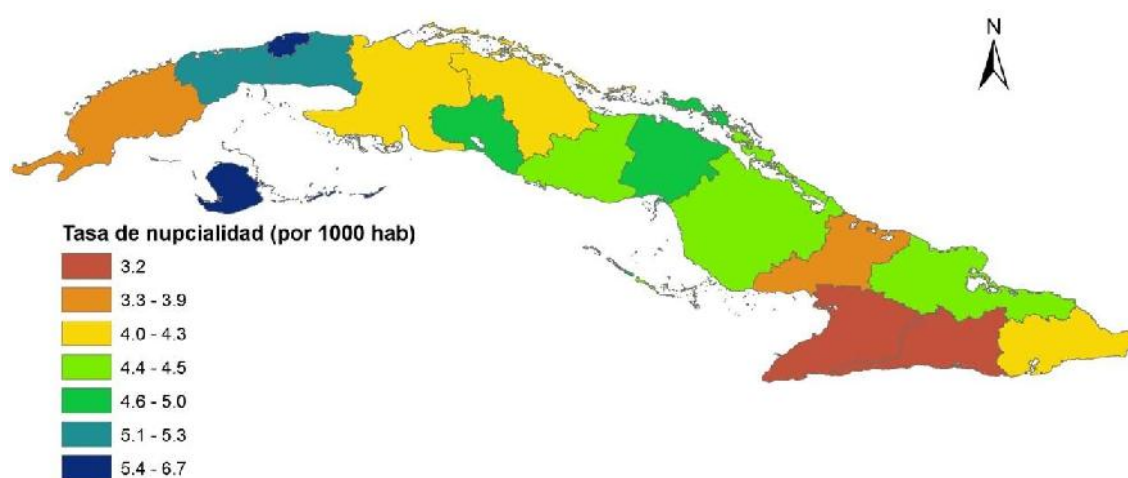 N
Tasa de nupcialidad (por 1000 hab)
3.2
3.3 - 3.9
4.0 - 4.3
4.4 - 4.5
4.6 - 5.0
5.1 - 5.3
5.4 - 6.7